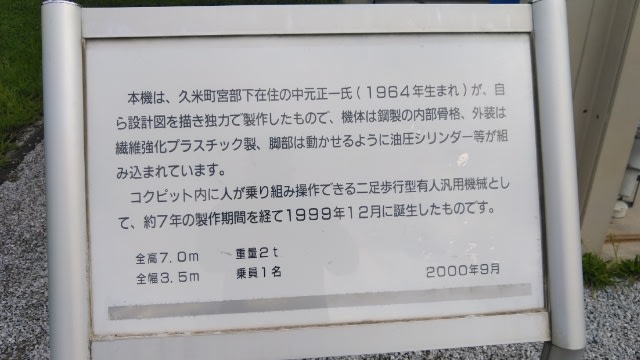 本機は、久米町宮部下在住の中元正一氏(1964年生まれ)が、自
ら設計図を描き独力で製作したもので、機体は鋼製の内部骨格、外装は
繊維強化プラスチック製、脚部は動かせるように油圧シリンダー等が組
み込まれています。
コクピット内に人が乗り組み操作できる二足歩行型有人汎用機械とし
て、約7年の製作期間を経て1999年12月に誕生したものです。
全高7.0m 重量2t
全幅3.5m 乗員1名 2000年9月